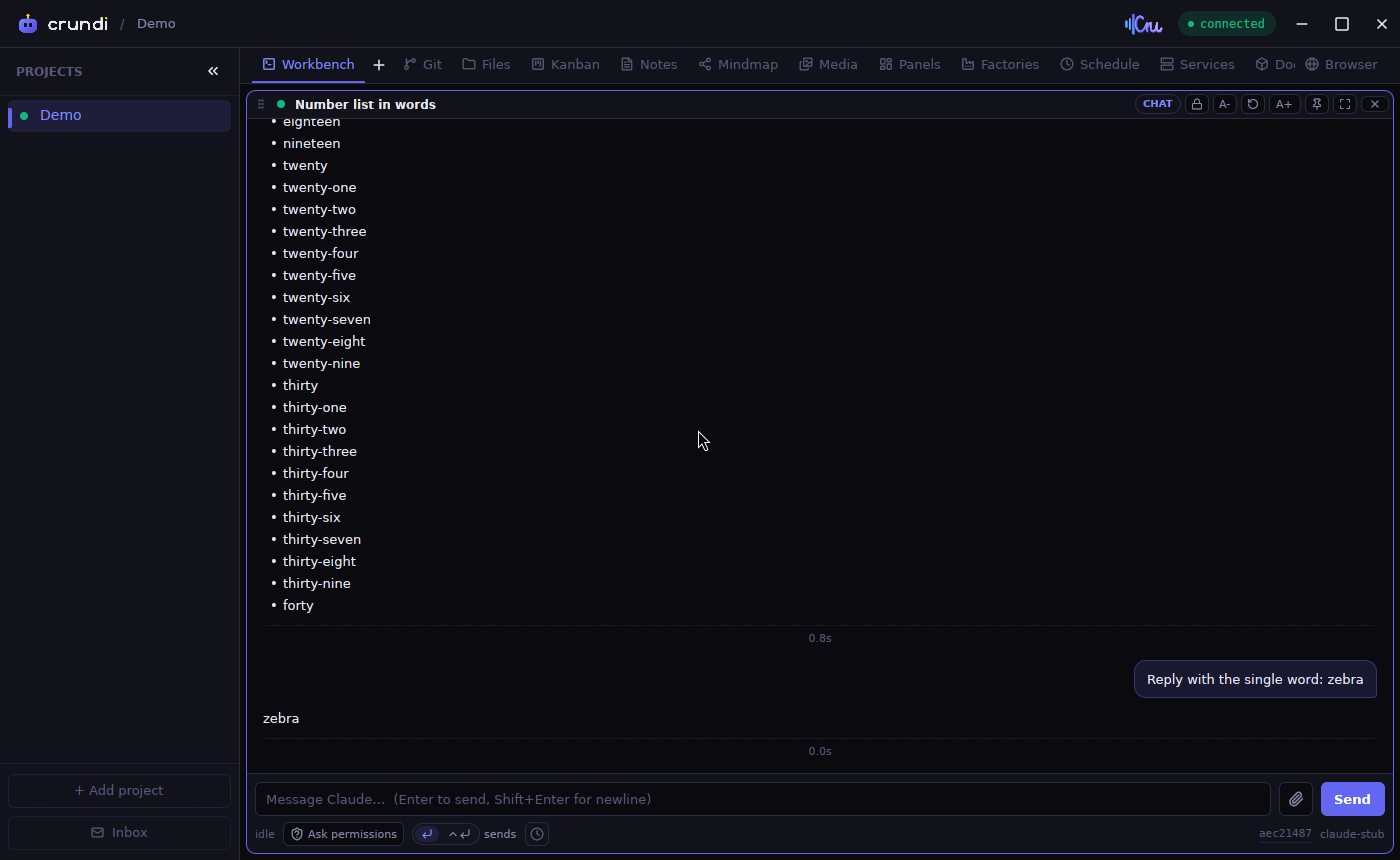 crundi / Demo
Cru
connected
PROJECTS
Workbench
Git
Files
Kanban
Notes
Mindmap
Media
Panels
Factories
Schedule
Services
Doc
Browser
Demo
Number list in words
CHAT
A-
A+
• eighteen
• nineteen
• twenty
• twenty-one
• twenty-two
• twenty-three
• twenty-four
• twenty-five
• twenty-six
• twenty-seven
• twenty-eight
• twenty-nine
• thirty
• thirty-one
• thirty-two
• thirty-three
• thirty-four
• thirty-five
• thirty-six
• thirty-seven
• thirty-eight
• thirty-nine
• forty
0.8s
Reply with the single word: zebra
zebra
0.0s
+ Add project
Inbox
Message Claude... (Enter to send, Shift+Enter for newline)
Send
idle
Ask permissions
sends
aec21487
claude-stub